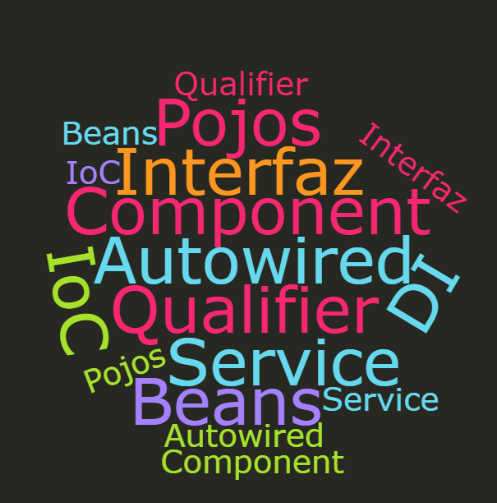 Qualifier
Pojos
Beans
Interfaz
IoC
Interfaz
Component
Autowired
IoC
DI
Qualifier
Service
Pojos
Beans
Service
Autowired
Component